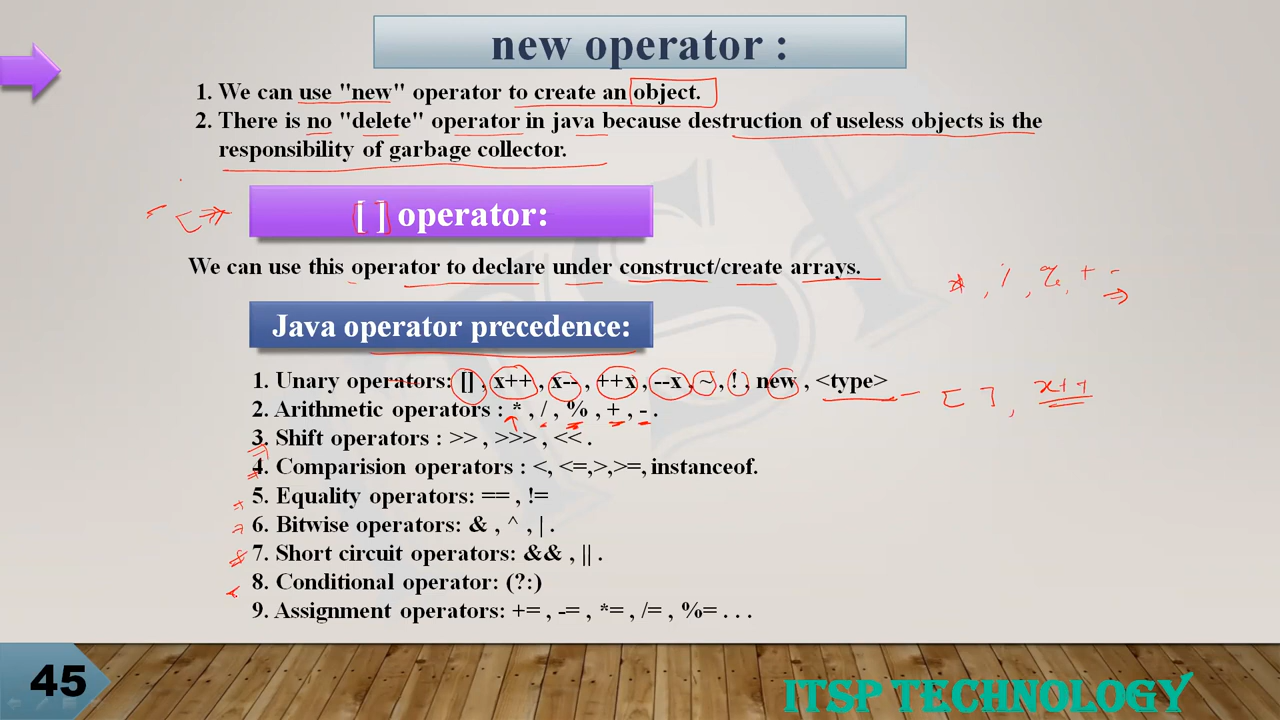 new operator :
1. We can use "new" operator to create an object.
2. There is no "delete" operator in java because destruction of useless objects is the
responsibility of garbage collector.
[ ] operator:
We can use this operator to declare under construct/create arrays.
*, /, %, + -
Java operator precedence:
1. Unary operators: [] , x++ , x-- , ++x , --x , ~ , ! , new , <type>
[ ], x++
2. Arithmetic operators : * , / , % , + , - .
3. Shift operators : >> , >>> , << .
4. Comparision operators : <, <=,>,>=, instanceof.
5. Equality operators: == , !=
6. Bitwise operators: & , ^ , | .
7. Short circuit operators: && , || .
8. Conditional operator: (?:)
9. Assignment operators: += , -= , *= , /= , %= . . .
45
ITSP TECHNOLOGY